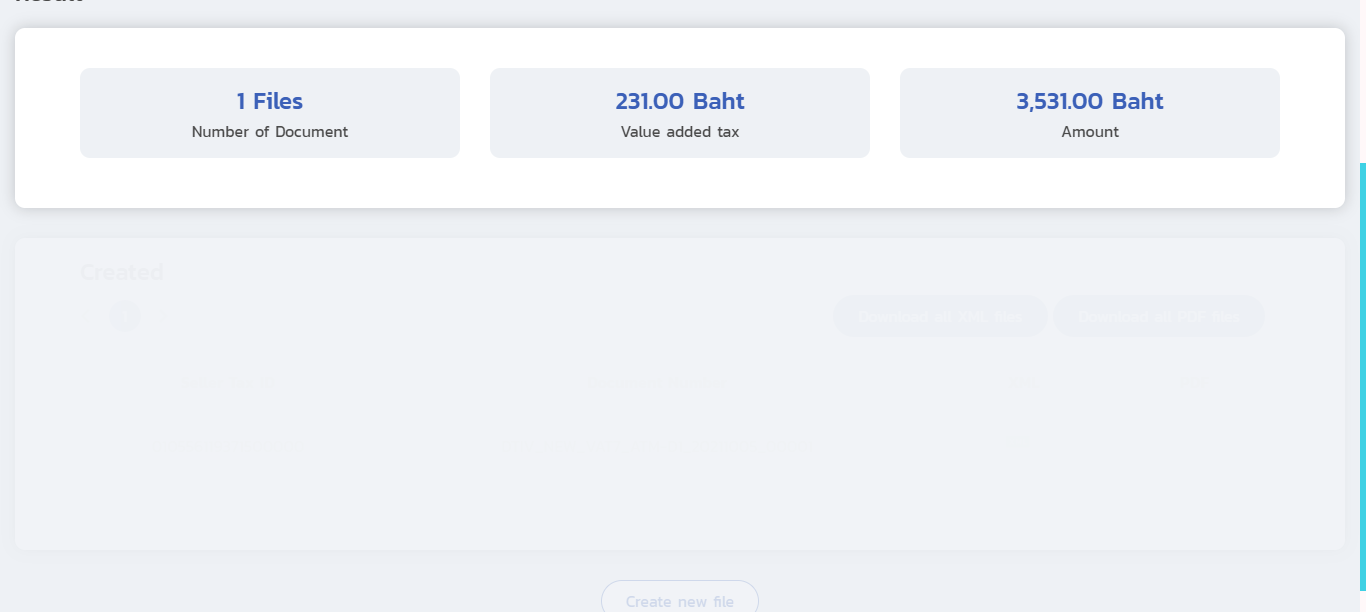 1 Files
Number of Document
231.00 Baht
Value added tax
3,531.00 Baht
Amount
Created
Download all XML files
Download all PDF files
Create new file